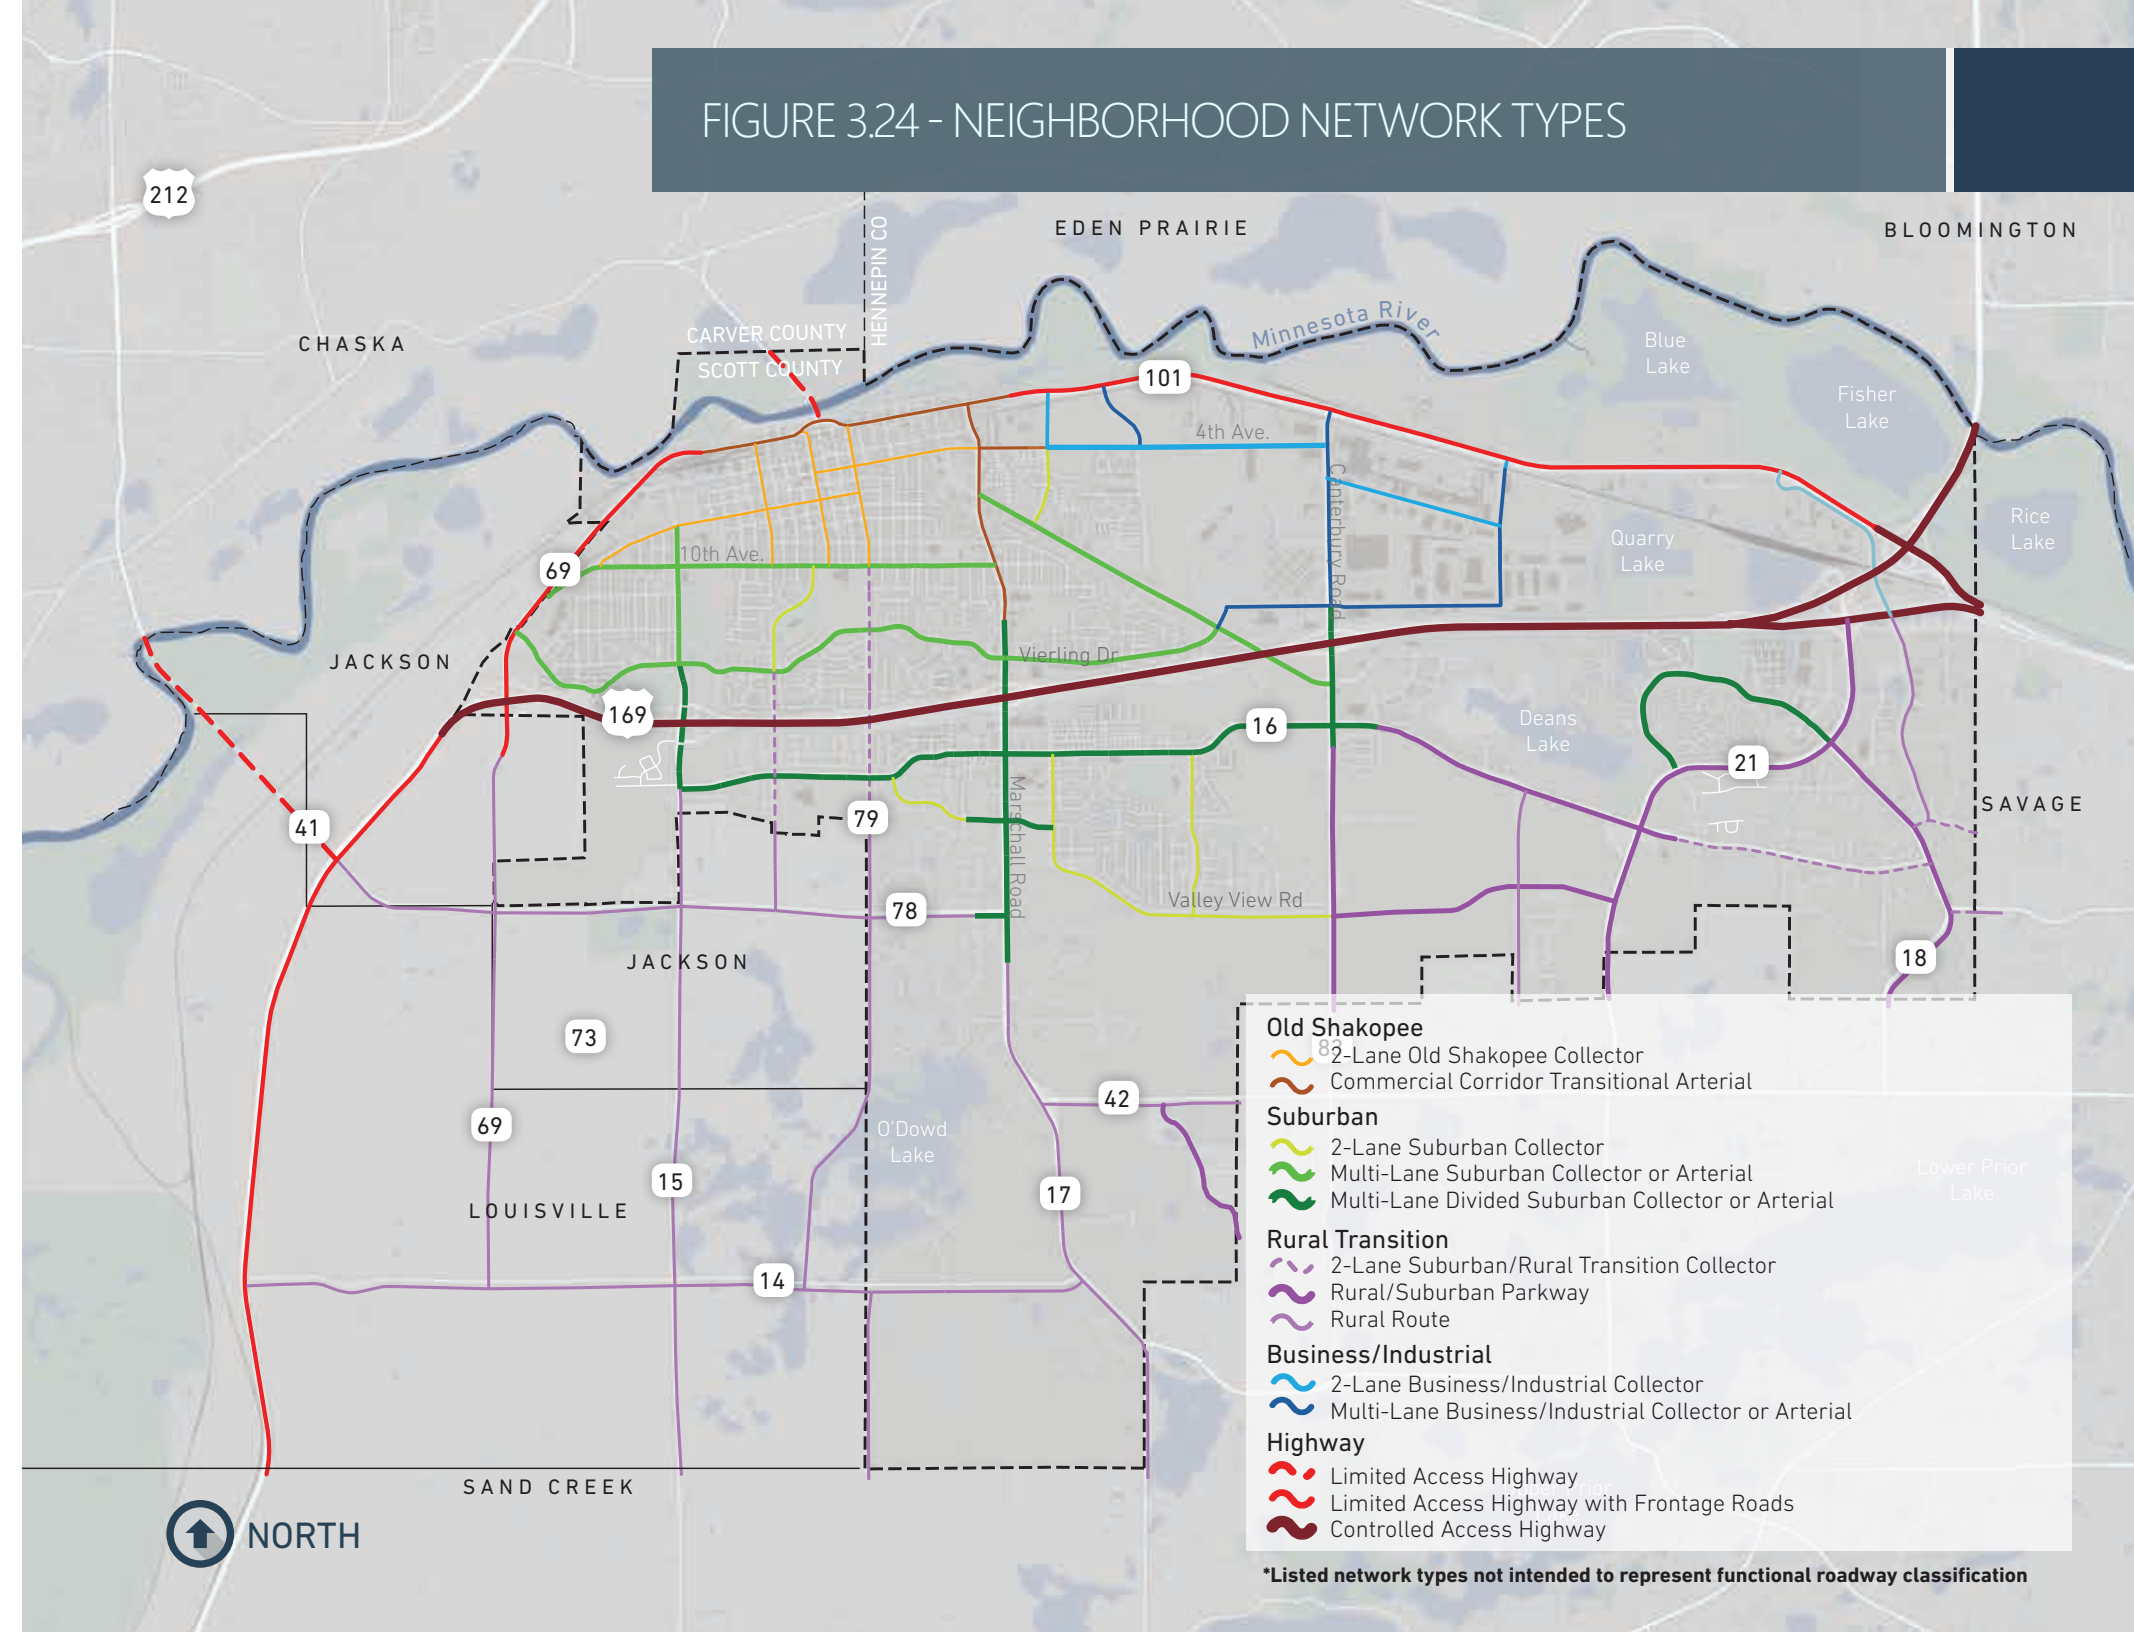 FIGURE 3.24 - NEIGHBORHOOD NETWORK TYPES
212
EDEN PRAIRIE
BLOOMINGTON
HENNEPIN CO
CHASKA
CARVER COUNTY
SCOTT COUNTY
Minnesota River
Blue
Lake
101
Fisher
Lake
4th Ave.
Canterbury Road
Rice
Lake
10th Ave.
Quarry
Lake
69
JACKSON
Vierling Dr
169
16
Deans
Lake
21
SAVAGE
41
79
Marschall Road
78
Valley View Rd
JACKSON
18
73
42
69
O'Dowd
Lake
15
17
LOUISVILLE
14
Lower Prior
Lake
SAND CREEK
NORTH
Old Shakopee
83
2-Lane Old Shakopee Collector
Commercial Corridor Transitional Arterial
Suburban
2-Lane Suburban Collector
Multi-Lane Suburban Collector or Arterial
Multi-Lane Divided Suburban Collector or Arterial
Rural Transition
2-Lane Suburban/Rural Transition Collector
Rural/Suburban Parkway
Rural Route
Business/Industrial
2-Lane Business/Industrial Collector
Multi-Lane Business/Industrial Collector or Arterial
Highway
Limited Access Highway
Limited Access Highway with Frontage Roads
Controlled Access Highway
*Listed network types not intended to represent functional roadway classification